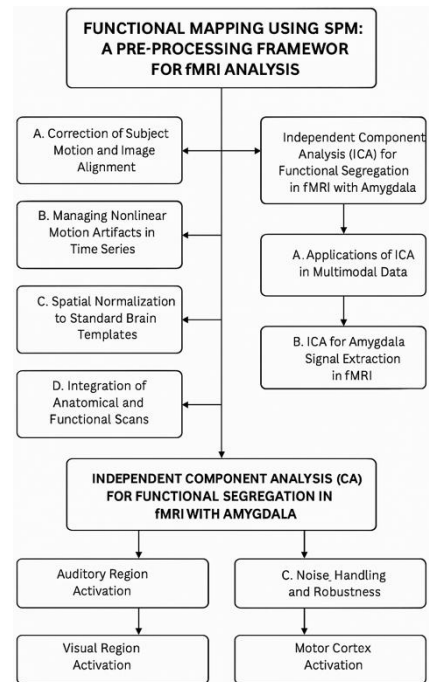 FUNCTIONAL MAPPING USING SPM:
A PRE-PROCESSING FRAMEWOR
FOR fMRI ANALYSIS
A. Correction of Subject
Motion and Image
Alignment
Independent Component
Analysis (ICA) for
Functional Segregation
in fMRI with Amygdala
B. Managing Nonlinear
Motion Artifacts in
Time Series
A. Applications of ICA
in Multimodal Data
C. Spatial Normalization
to Standard Brain
Templates
B. ICA for Amygdala
Signal Extraction
in fMRI
D. Integration of
Anatomical and
Functional Scans
INDEPENDENT COMPONENT ANALYSIS (CA)
FOR FUNCTIONAL SEGREGATION IN
fMRI WITH AMYGDALA
Auditory Region
Activation
C. Noise Handling
and Robustness
Visual Region
Activation
Motor Cortex
Activation